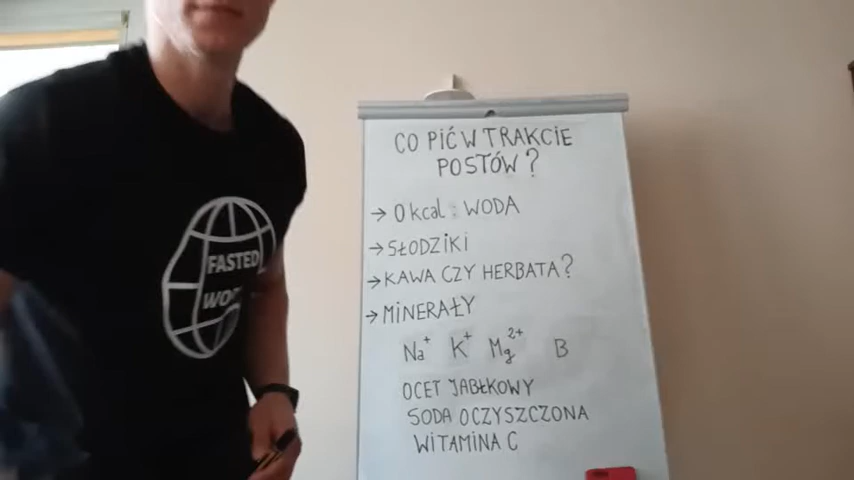 CO PIĆ W TRAKCIE
POSTÓW?
→ 0 kcal : WODA
→ SŁODZIKI
→ KAWA CZY HERBATA?
→ MINERAŁY
Na⁺ K⁺ Mg²⁺ B
OCET JABŁKOWY
SODA OCZYSZCZONA
WITAMINA C
FASTED